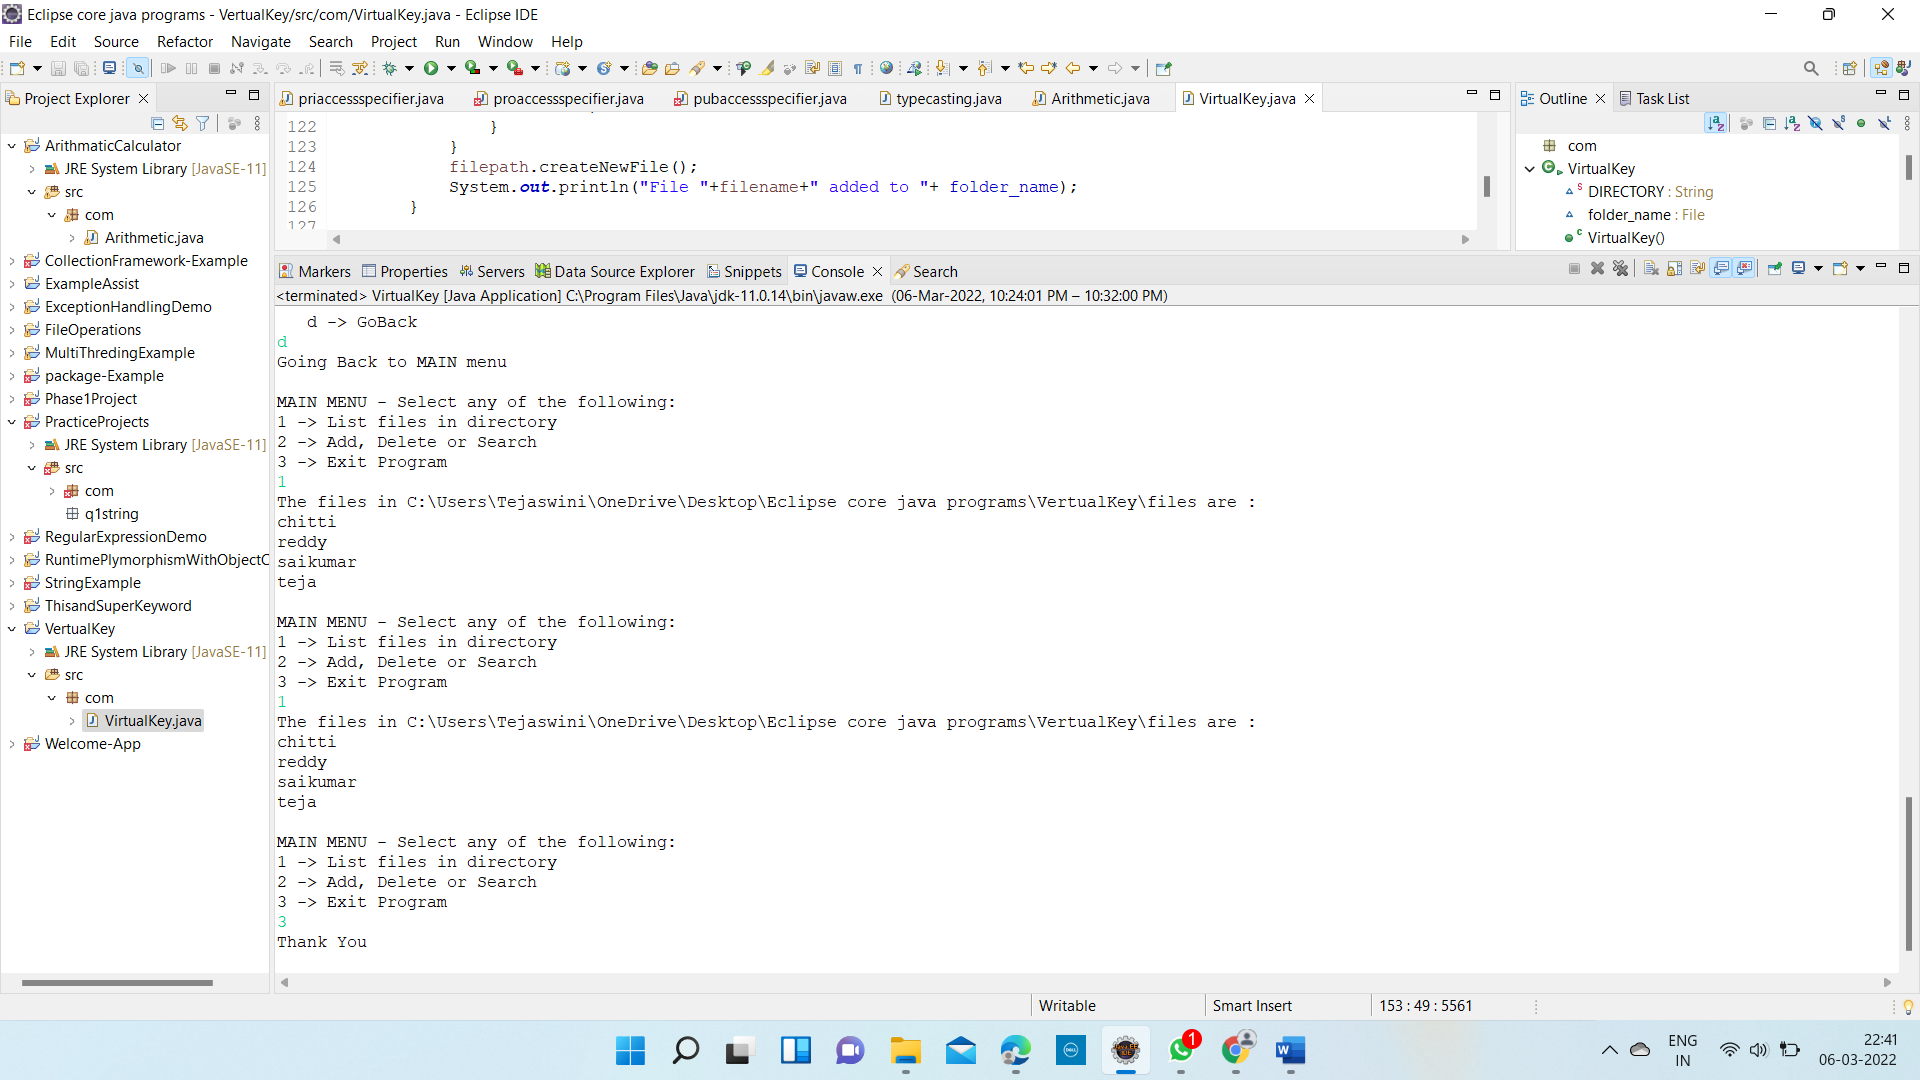 Eclipse core java programs - VertualKey/src/com/VirtualKey.java - Eclipse IDE
File Edit Source Refactor Navigate Search Project Run Window Help
Project Explorer
ArithmaticCalculator
JRE System Library [JavaSE-11]
src
com
Arithmetic.java
CollectionFramework-Example
ExampleAssist
ExceptionHandlingDemo
FileOperations
MultiThredingExample
package-Example
Phase1Project
PracticeProjects
JRE System Library [JavaSE-11]
src
com
q1string
RegularExpressionDemo
RuntimePlymorphismWithObjectC
StringExample
ThisandSuperKeyword
VertualKey
JRE System Library [JavaSE-11]
src
com
VirtualKey.java
Welcome-App
priaccessspecifier.java proaccessspecifier.java pubaccessspecifier.java typecasting.java Arithmetic.java VirtualKey.java
122 }
123 }
124 filepath.createNewFile();
125 System.out.println("File "+filename+" added to "+ folder_name);
126 }
127
Outline Task List
com
VirtualKey
DIRECTORY : String
folder_name : File
VirtualKey()
Markers Properties Servers Data Source Explorer Snippets Console Search
<terminated> VirtualKey [Java Application] C:\Program Files\Java\jdk-11.0.14\bin\javaw.exe (06-Mar-2022, 10:24:01 PM – 10:32:00 PM)
d -> GoBack
d
Going Back to MAIN menu
MAIN MENU - Select any of the following:
1 -> List files in directory
2 -> Add, Delete or Search
3 -> Exit Program
1
The files in C:\Users\Tejaswini\OneDrive\Desktop\Eclipse core java programs\VertualKey\files are :
chitti
reddy
saikumar
teja
MAIN MENU - Select any of the following:
1 -> List files in directory
2 -> Add, Delete or Search
3 -> Exit Program
1
The files in C:\Users\Tejaswini\OneDrive\Desktop\Eclipse core java programs\VertualKey\files are :
chitti
reddy
saikumar
teja
MAIN MENU - Select any of the following:
1 -> List files in directory
2 -> Add, Delete or Search
3 -> Exit Program
3
Thank You
Writable Smart Insert 153 : 49 : 5561
1
ENG
IN
22:41
06-03-2022